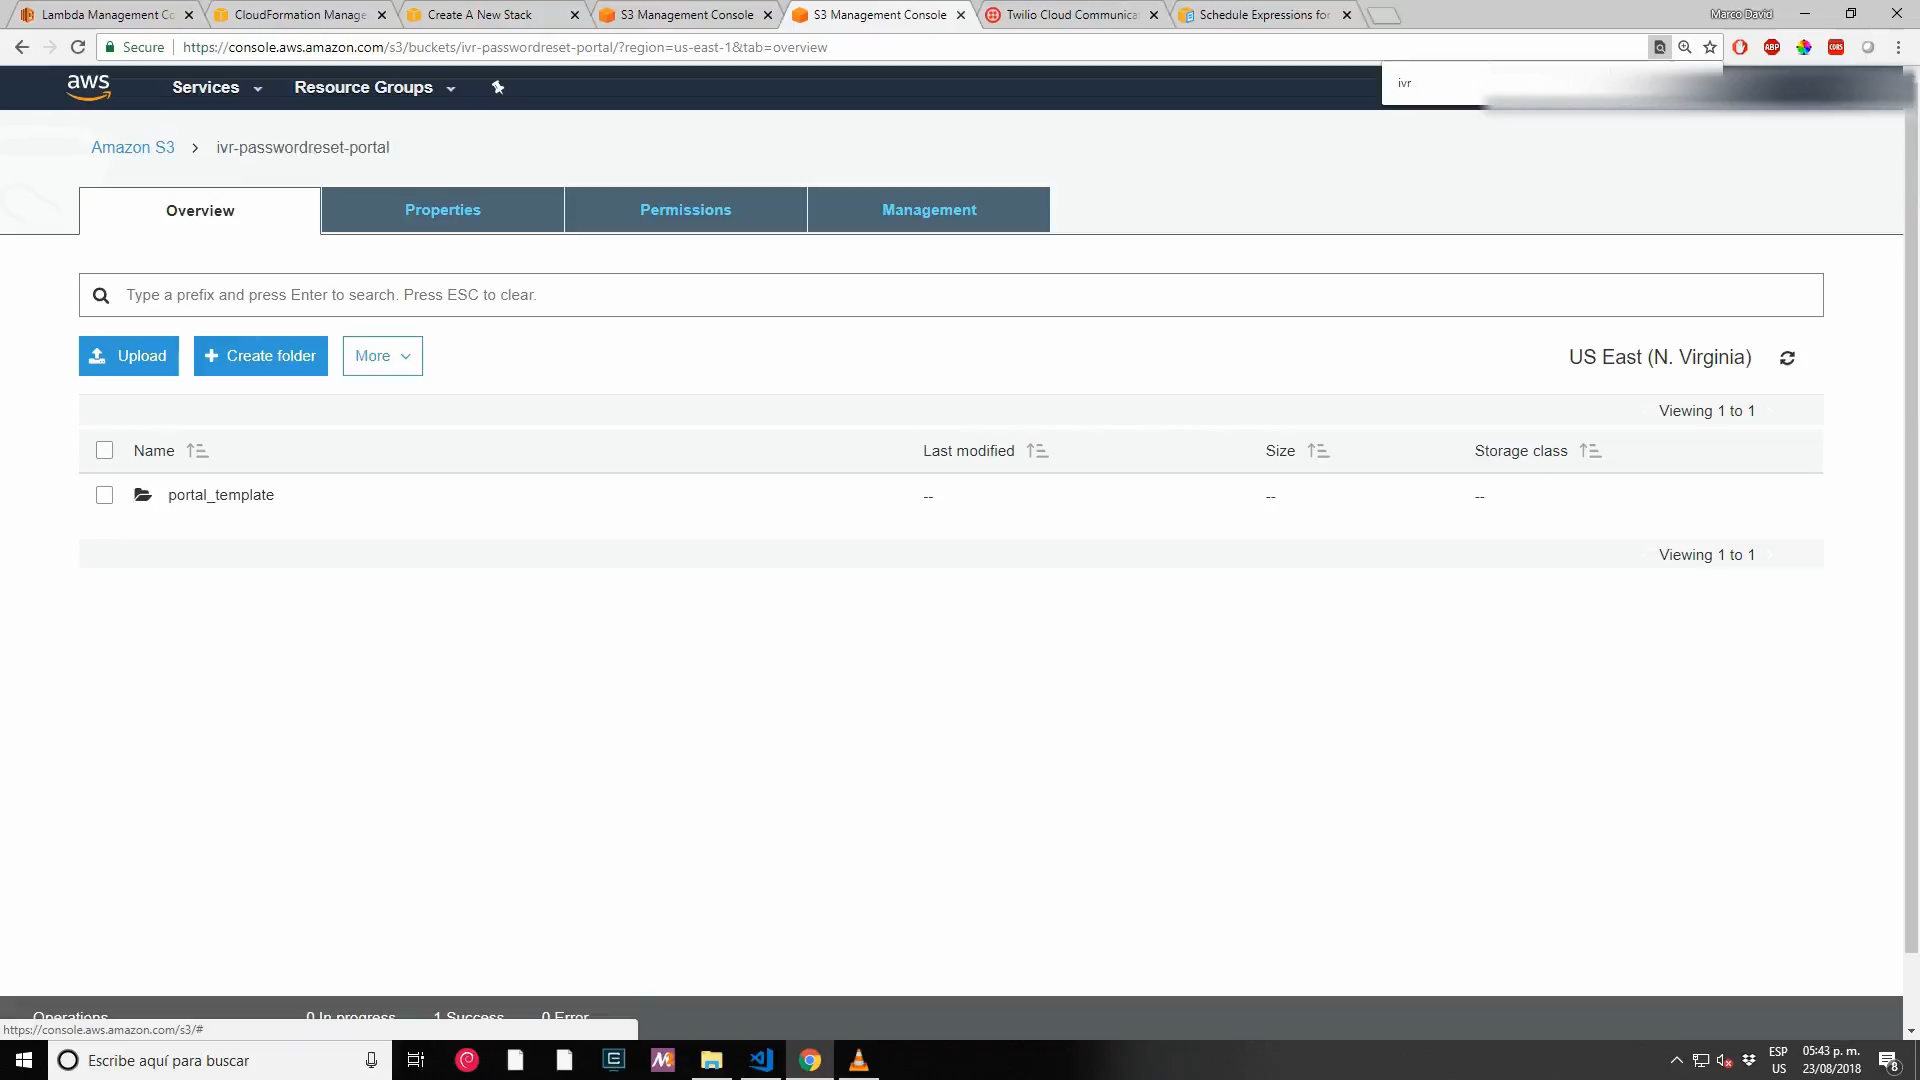 Lambda Management Co
CloudFormation Manage
Create A New Stack
S3 Management Console
S3 Management Console
Twilio Cloud Communica
Schedule Expressions for
Marco David
Secure
https://console.aws.amazon.com/s3/buckets/ivr-passwordreset-portal/?region=us-east-1&tab=overview
ABP
CORS
aws
Services
Resource Groups
ivr
Amazon S3 > ivr-passwordreset-portal
Overview
Properties
Permissions
Management
Type a prefix and press Enter to search. Press ESC to clear.
Upload
+ Create folder
More
US East (N. Virginia)
Viewing 1 to 1
Name
Last modified
Size
Storage class
portal_template
--
--
--
Viewing 1 to 1
Operations
0 In progress
1 Success
0 Error
https://console.aws.amazon.com/s3/#
Escribe aquí para buscar
ESP
US
05:43 p. m.
23/08/2018
8